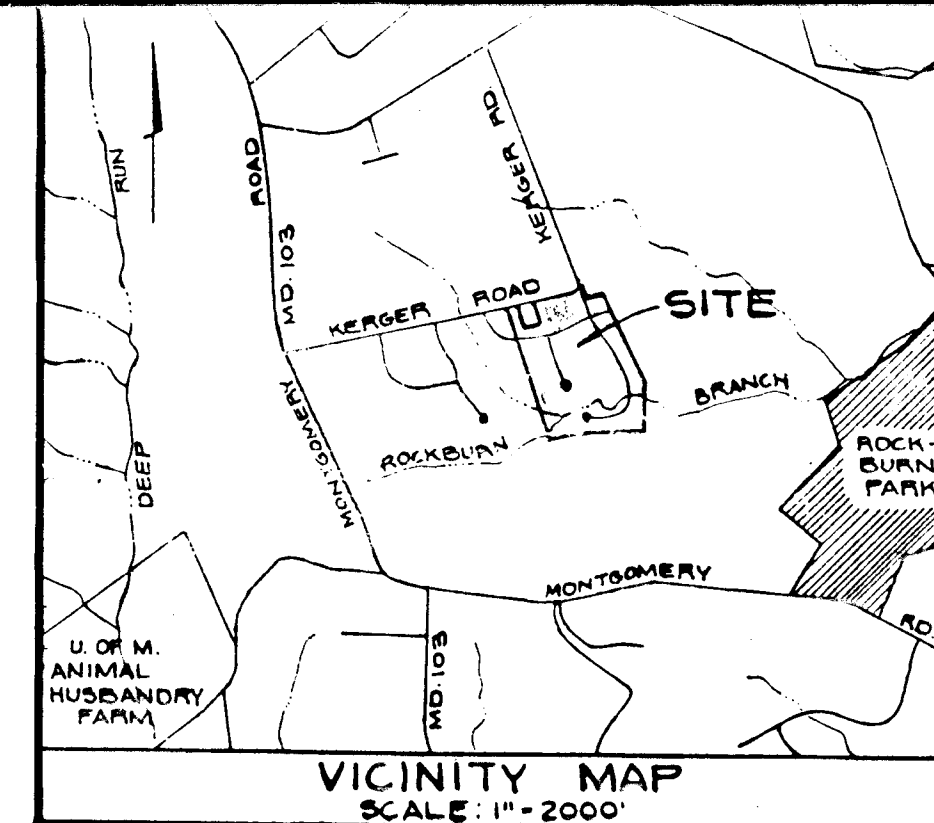 RUN
ROAD
MD. 103
KERGER RD.
KERGER ROAD
SITE
BRANCH
ROCKBURN
MONTGOMERY
DEEP
ROCK-
BURN
PARK
MONTGOMERY
RD.
U. OF M.
ANIMAL
HUSBANDRY
FARM
MD. 103
VICINITY MAP
SCALE: 1"-2000'